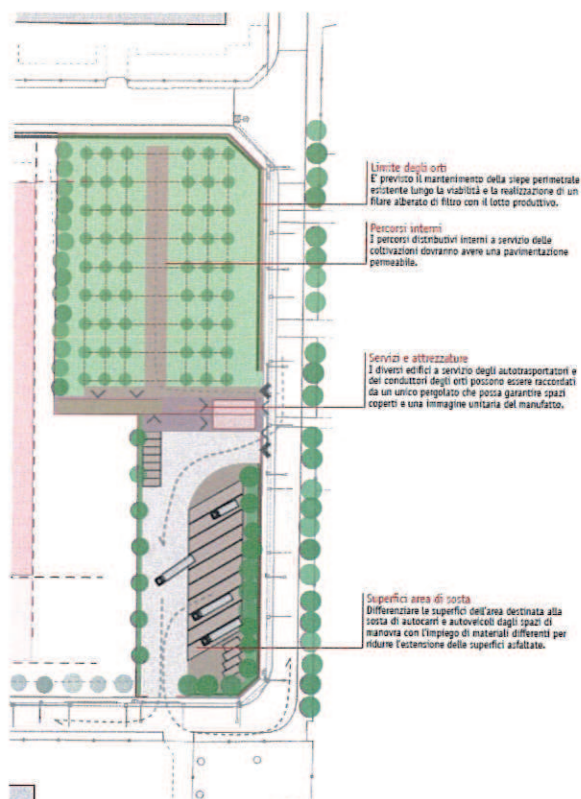 Limite degli orti
E' previsto il mantenimento della siepe perimetrale
esistente lungo la viabilità e la realizzazione di un
filare alberato di filtro con il lotto produttivo.
Percorsi interni
I percorsi distributivi interni a servizio delle
coltivazioni dovranno avere una pavimentazione
permeabile.
Servizi e attrezzature
I diversi edifici a servizio degli autotrasportatori e
dei conduttori degli orti possono essere raccordati
da un unico pergolato che possa garantire spazi
coperti e una immagine unitaria del manufatto.
Superfici area di sosta
Differenziare le superfici dell'area destinata alla
sosta di autocarri e autoveicoli dagli spazi di
manovra con l'impiego di materiali differenti per
ridurre l'estensione delle superfici asfaltate.